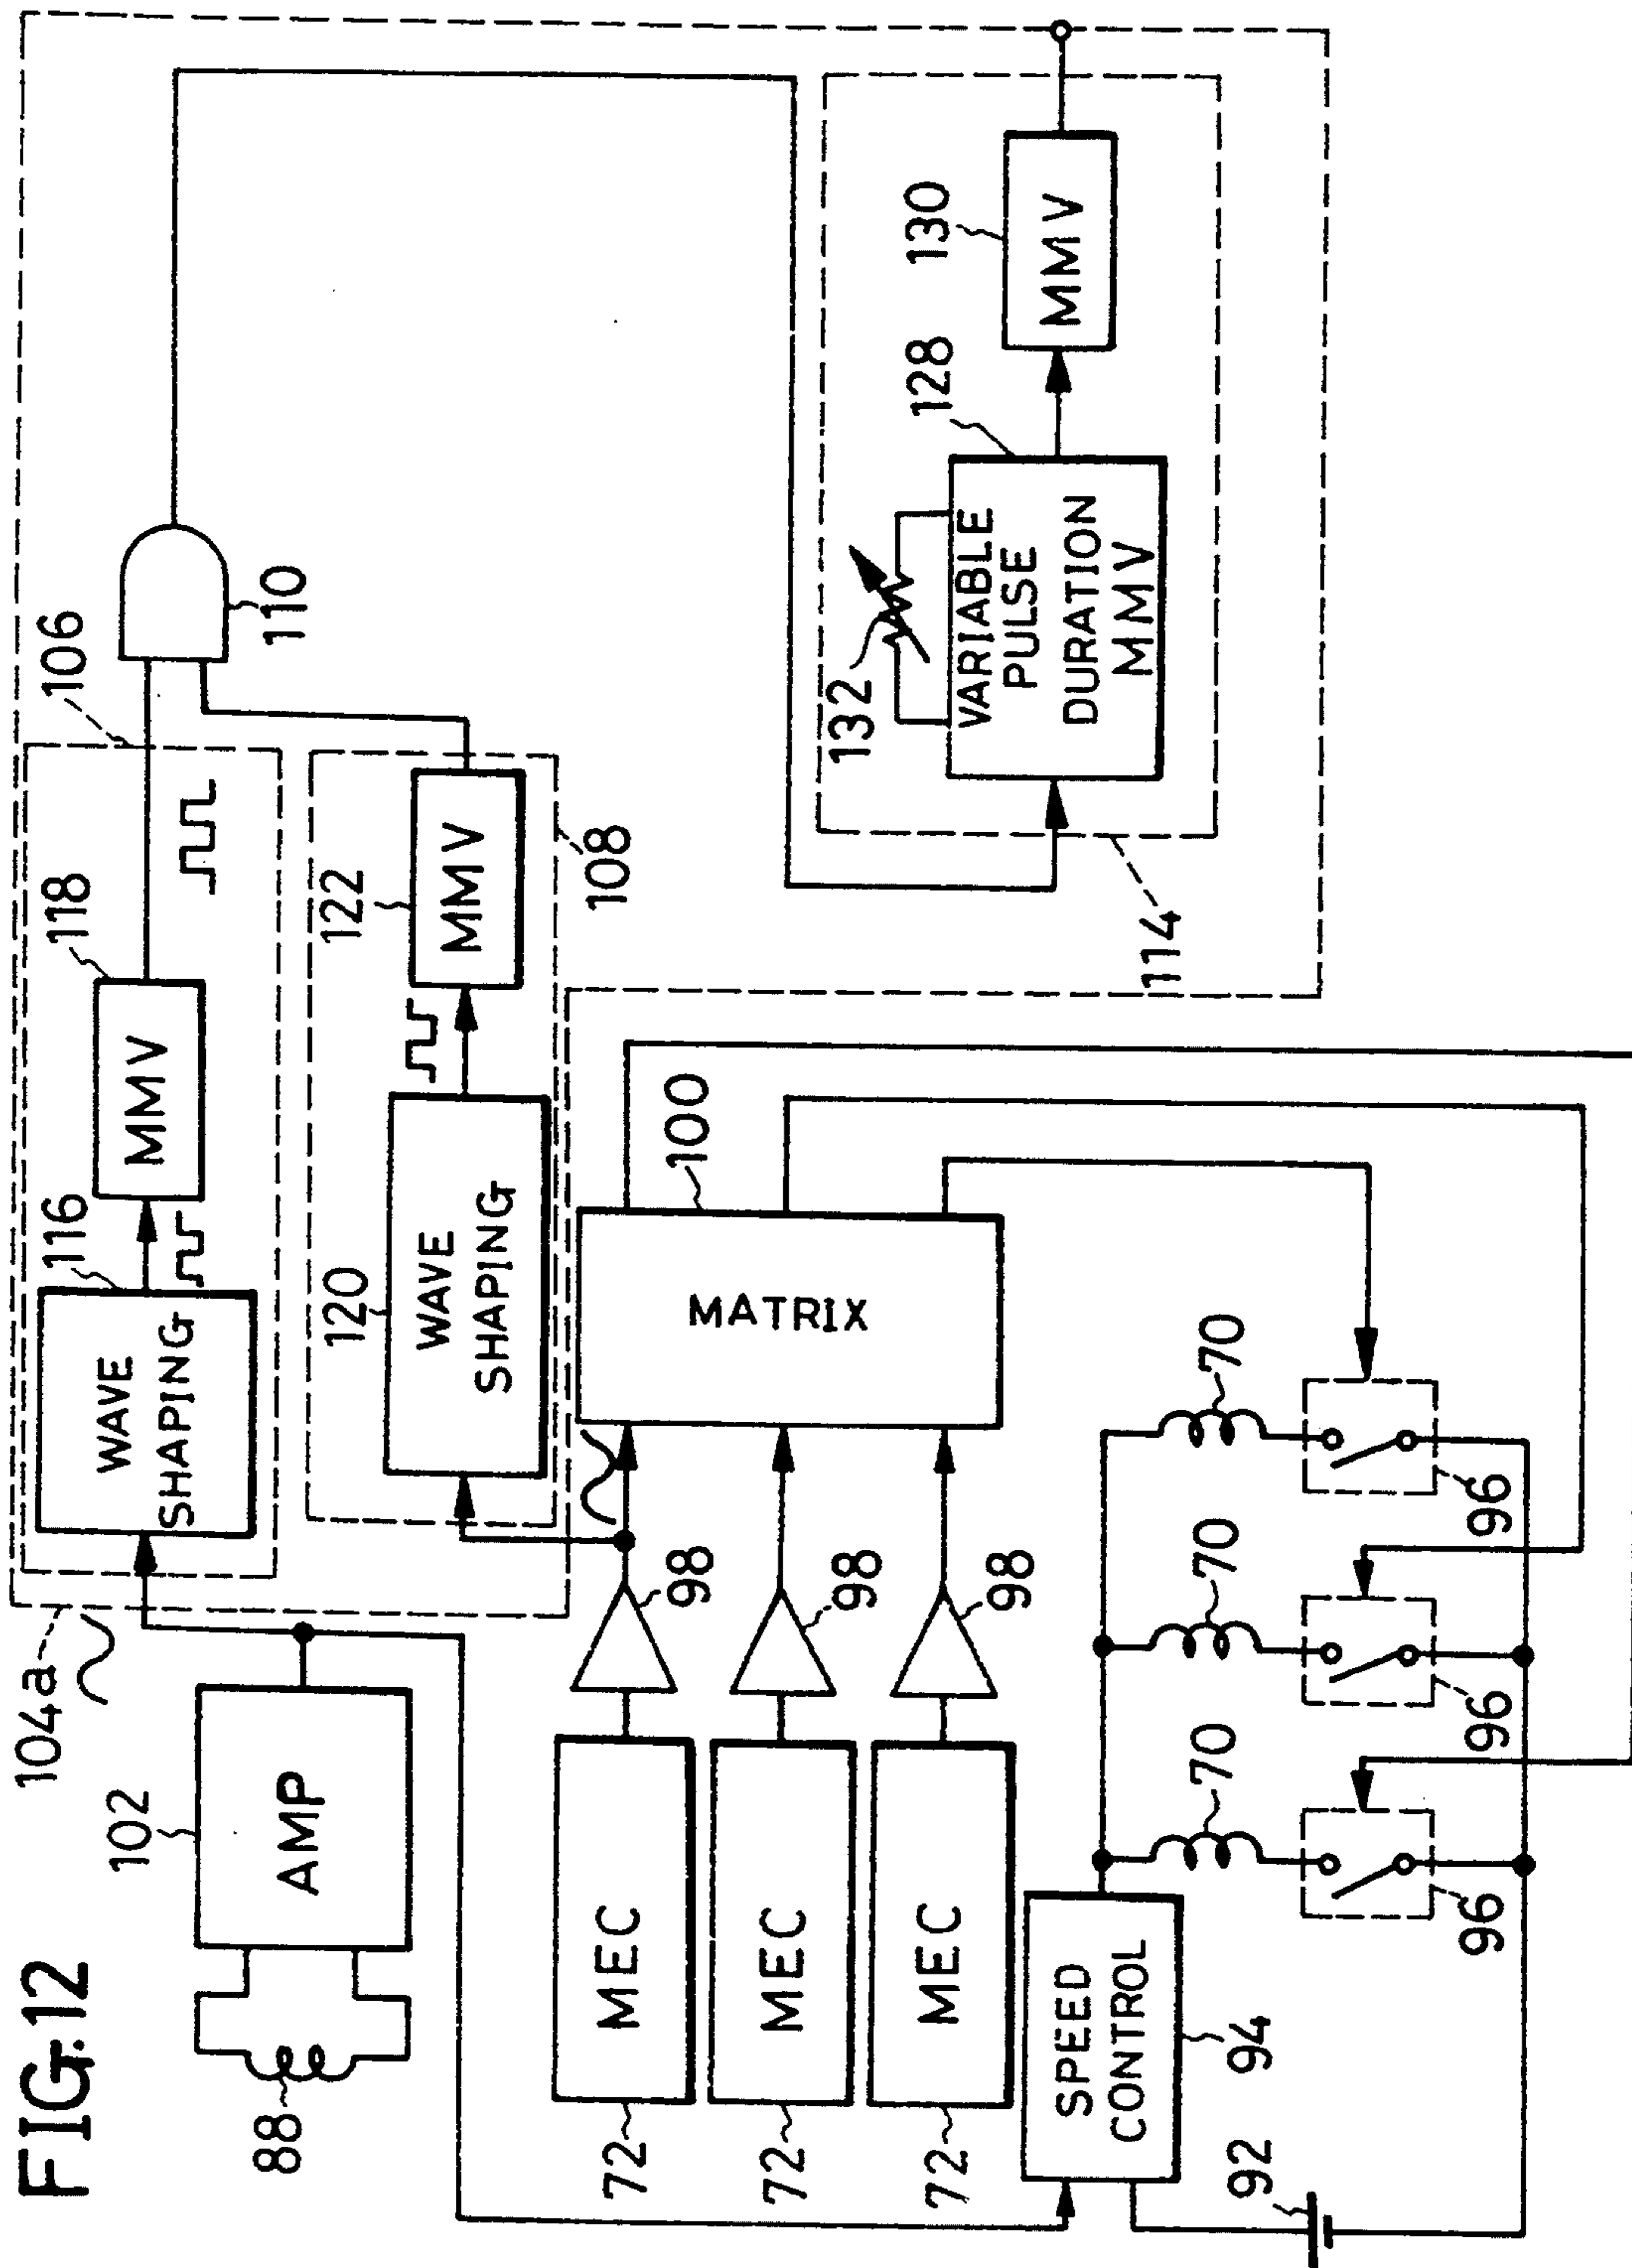 FIG.12
88
102
AMP
104a
116
WAVE
SHAPING
118
MMV
106
110
120
WAVE
SHAPING
122
MMV
108
72
MEC
98
72
MEC
98
72
MEC
98
100
MATRIX
92
94
SPEED
CONTROL
70
70
70
96
96
96
114
132
VARIABLE
PULSE
DURATION
MMV
128
130
MMV